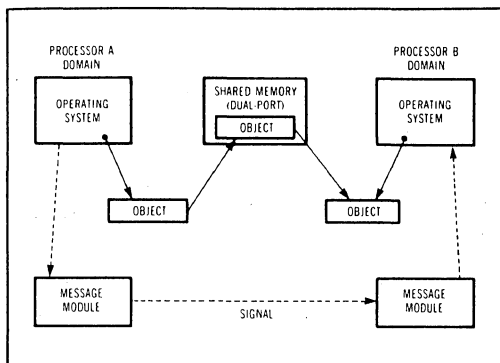 PROCESSOR A
DOMAIN
PROCESSOR B
DOMAIN
OPERATING
SYSTEM
SHARED MEMORY
(DUAL-PORT)
OBJECT
OPERATING
SYSTEM
OBJECT
OBJECT
MESSAGE
MODULE
SIGNAL
MESSAGE
MODULE